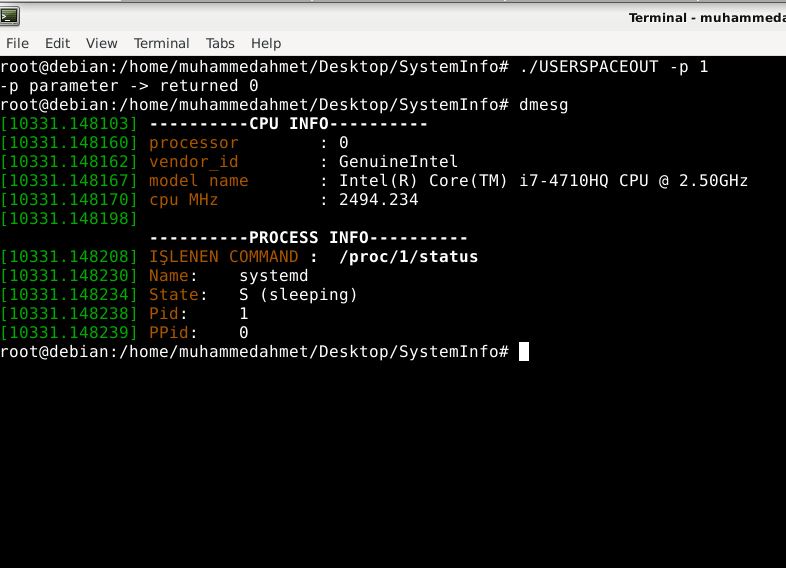 Terminal - muhammeda
File Edit View Terminal Tabs Help
root@debian:/home/muhammedahmet/Desktop/SystemInfo# ./USERSPACEOUT -p 1
-p parameter -> returned 0
root@debian:/home/muhammedahmet/Desktop/SystemInfo# dmesg
[10331.148103] ----------CPU INFO----------
[10331.148160] processor : 0
[10331.148162] vendor_id : GenuineIntel
[10331.148167] model name : Intel(R) Core(TM) i7-4710HQ CPU @ 2.50GHz
[10331.148170] cpu MHz : 2494.234
[10331.148198]
----------PROCESS INFO----------
[10331.148208] IŞLENEN COMMAND : /proc/1/status
[10331.148230] Name: systemd
[10331.148234] State: S (sleeping)
[10331.148238] Pid: 1
[10331.148239] PPid: 0
root@debian:/home/muhammedahmet/Desktop/SystemInfo#